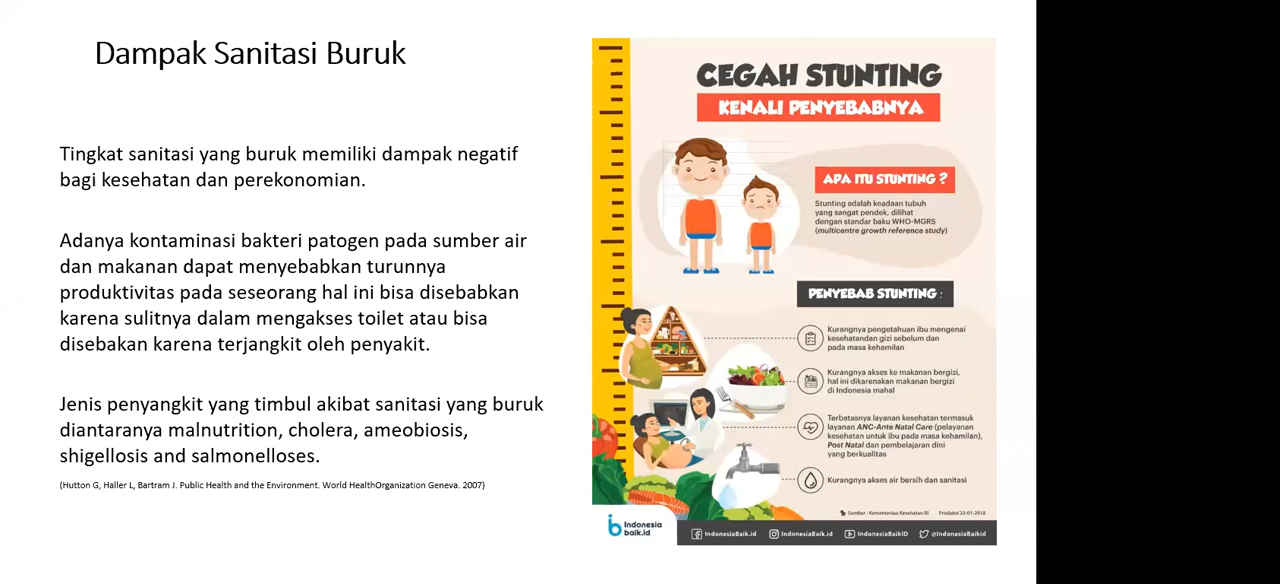 Dampak Sanitasi Buruk
Tingkat sanitasi yang buruk memiliki dampak negatif
bagi kesehatan dan perekonomian.
Adanya kontaminasi bakteri patogen pada sumber air
dan makanan dapat menyebabkan turunnya
produktivitas pada seseorang hal ini bisa disebabkan
karena sulitnya dalam mengakses toilet atau bisa
disebakan karena terjangkit oleh penyakit.
Jenis penyangkit yang timbul akibat sanitasi yang buruk
diantaranya malnutrition, cholera, ameobiosis,
shigellosis and salmonelloses.
(Hutton G, Haller L, Bartram J. Public Health and the Environment. World HealthOrganization Geneva. 2007)
CEGAH STUNTING
KENALI PENYEBABNYA
APA ITU STUNTING ?
Stunting adalah keadaan tubuh
yang sangat pendek, dilihat
dengan standar baku WHO-MGRS
(multicentre growth reference study)
PENYEBAB STUNTING :
Kurangnya pengetahuan ibu mengenai
kesehatandan gizi sebelum dan
pada masa kehamilan
Kurangnya akses ke makanan bergizi,
hal ini dikarenakan makanan bergizi
di Indonesia mahal
Terbatasnya layanan kesehatan termasuk
layanan ANC-Ante Natal Care (pelayanan
kesehatan untuk ibu pada masa kehamilan),
Post Natal dan pembelajaran dini
yang berkualitas
Kurangnya akses air bersih dan sanitasi
Sumber : Kementerian Kesehatan RI Produksi 23-01-2018
Indonesia
baik.id
IndonesiaBaik.id IndonesiaBaik.id IndonesiaBaikID @IndonesiaBaikid